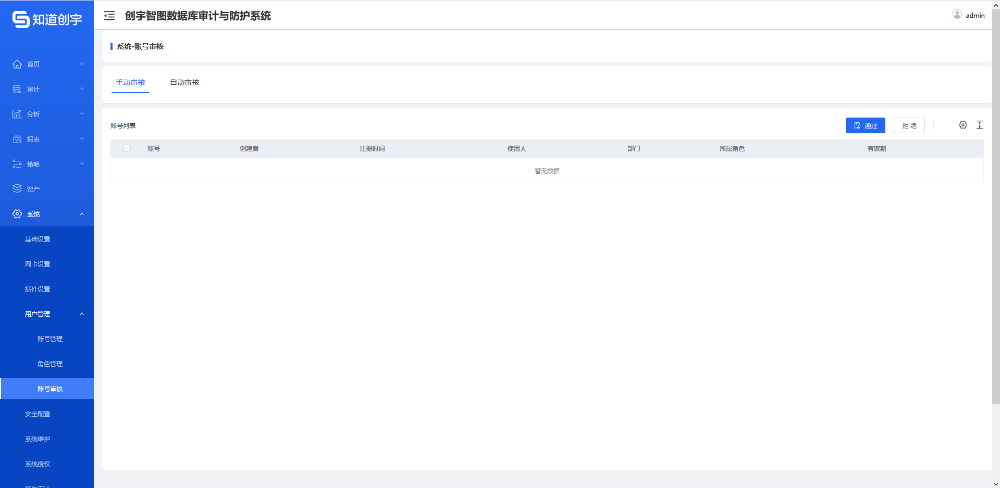 知道创宇
创宇智图数据库审计与防护系统
admin
首页
审计
分析
报表
策略
资产
系统
基础设置
网卡设置
插件设置
用户管理
账号管理
角色管理
账号审核
安全配置
系统维护
系统授权
操作审计
系统-账号审核
手动审核 自动审核
账号列表 通过 拒 绝
账号 创建者 注册时间 使用人 部门 所属角色 有效期
暂无数据